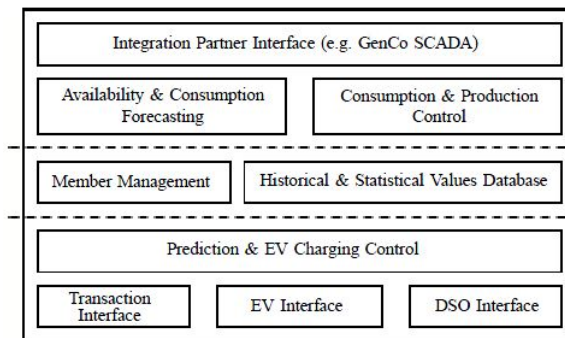 Integration Partner Interface (e.g. GenCo SCADA)
Availability & Consumption
Forecasting
Consumption & Production
Control
Member Management
Historical & Statistical Values Database
Prediction & EV Charging Control
Transaction
Interface
EV Interface
DSO Interface